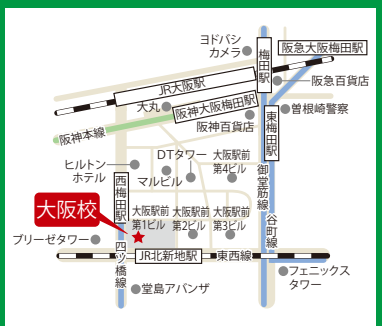 ヨドバシ
カメラ
梅田駅
阪急大阪梅田駅
JR大阪駅
阪急百貨店
大丸
阪神大阪梅田駅
曽根崎警察
阪神百貨店
東梅田駅
阪神本線
ヒルトン
ホテル
DTタワー
マルビル
大阪駅前
第4ビル
御堂筋線
西梅田駅
大阪校
大阪駅前
第1ビル
大阪駅前
第2ビル
大阪駅前
第3ビル
谷町線
ブリーゼタワー
四ツ橋線
JR北新地駅
東西線
フェニックス
タワー
堂島アバンザ